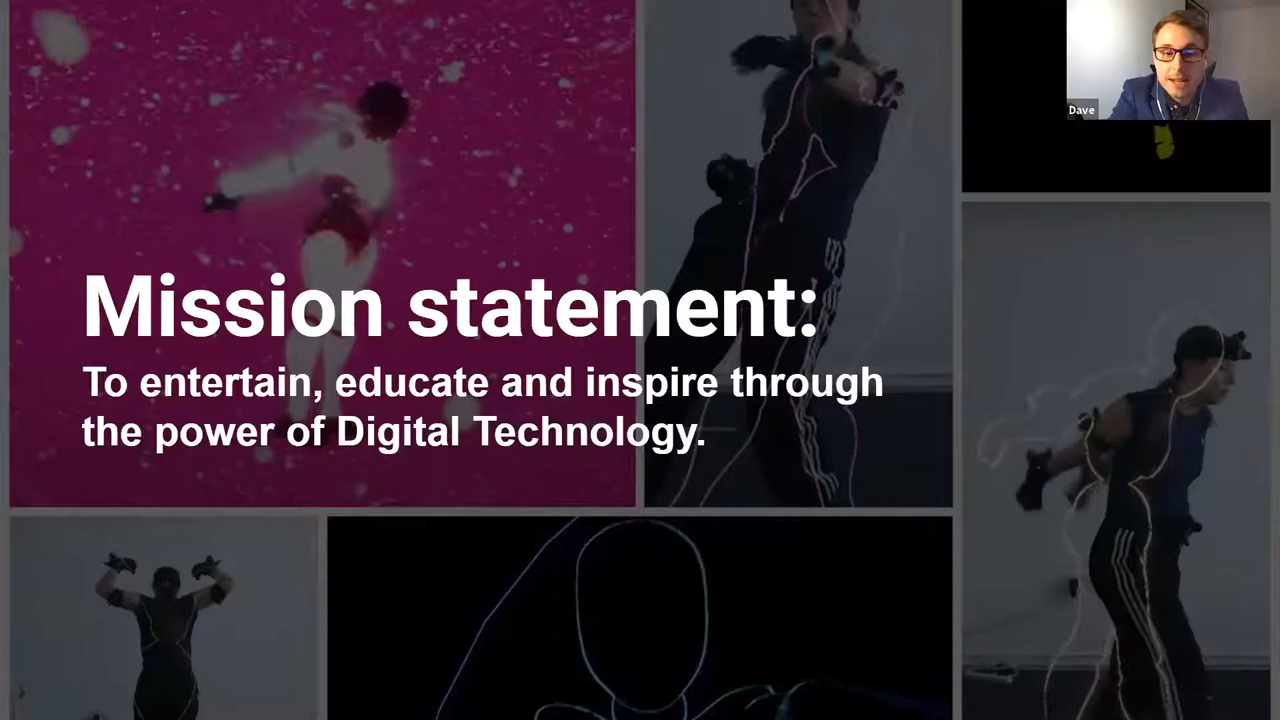 Dave
Mission statement:
To entertain, educate and inspire through
the power of Digital Technology.